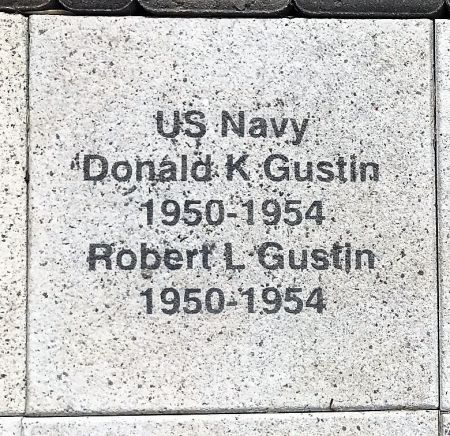 US Navy
Donald K Gustin
1950-1954
Robert L Gustin
1950-1954